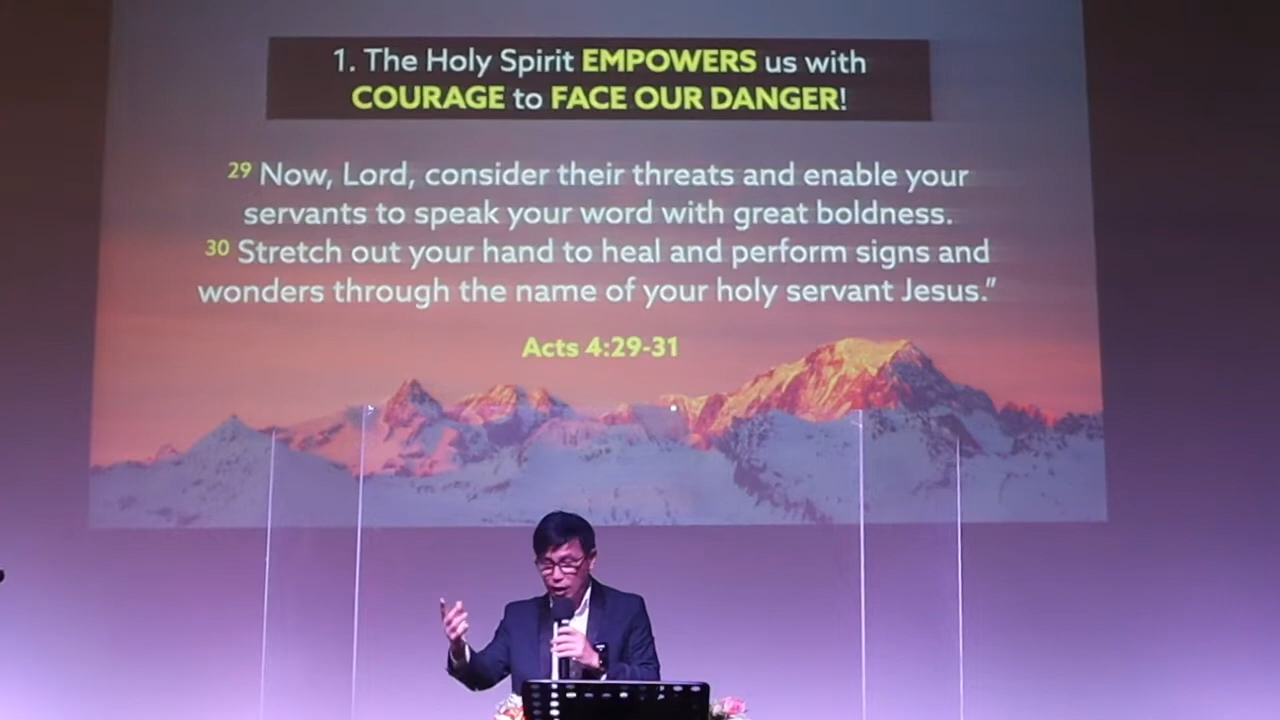 1. The Holy Spirit EMPOWERS us with
COURAGE to FACE OUR DANGER!
29 Now, Lord, consider their threats and enable your
servants to speak your word with great boldness.
30 Stretch out your hand to heal and perform signs and
wonders through the name of your holy servant Jesus.”
Acts 4:29-31